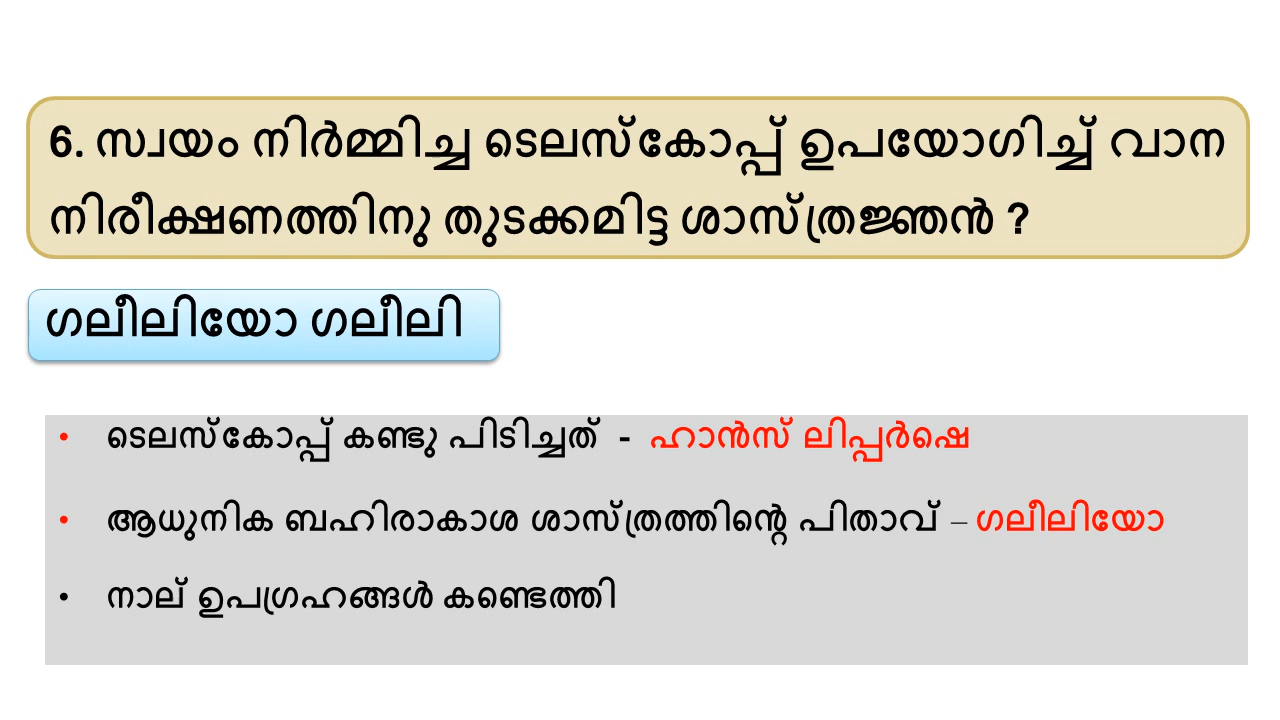 6. സ്വയം നിർമ്മിച്ച ടെലസ്കോപ്പ് ഉപയോഗിച്ച് വാന
നിരീക്ഷണത്തിനു തുടക്കമിട്ട ശാസ്ത്രജ്ഞൻ ?
ഗലീലിയോ ഗലീലി
• ടെലസ്കോപ്പ് കണ്ടു പിടിച്ചത് - ഹാൻസ് ലിപ്പർഷെ
• ആധുനിക ബഹിരാകാശ ശാസ്ത്രത്തിന്റെ പിതാവ് – ഗലീലിയോ
• നാല് ഉപഗ്രഹങ്ങൾ കണ്ടെത്തി